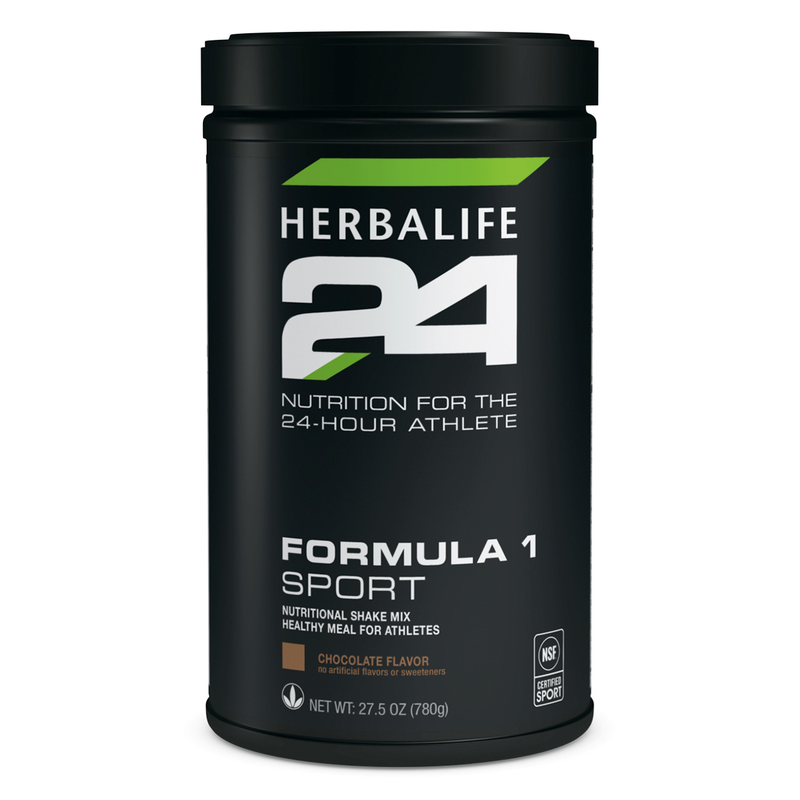 HERBALIFE
24
NUTRITION FOR THE
24-HOUR ATHLETE
FORMULA 1
SPORT
NUTRITIONAL SHAKE MIX
HEALTHY MEAL FOR ATHLETES
CHOCOLATE FLAVOR
no artificial flavors or sweeteners
NSF
CERTIFIED
SPORT
NET WT: 27.5 OZ (780g)